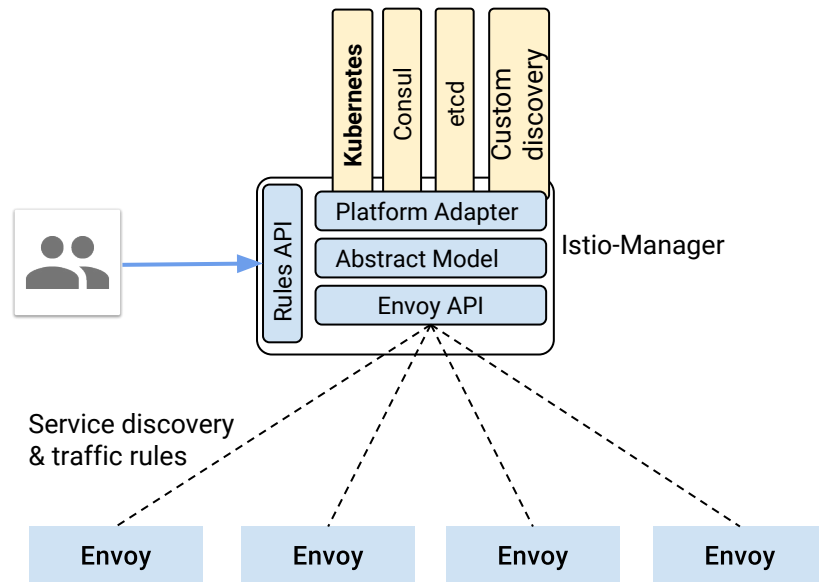 Kubernetes
Consul
etcd
Custom
discovery
Rules API
Platform Adapter
Abstract Model
Envoy API
Istio-Manager
Service discovery
& traffic rules
Envoy
Envoy
Envoy
Envoy